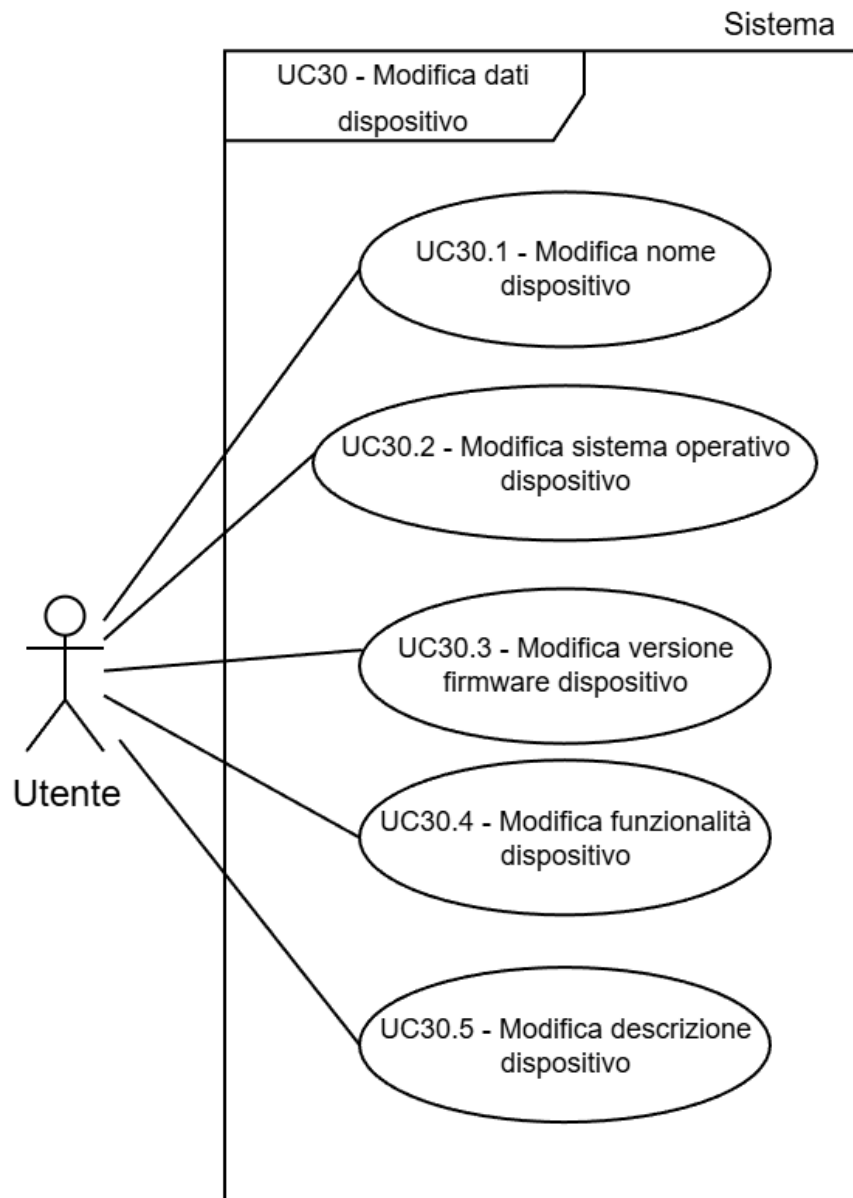 Sistema
UC30 - Modifica dati
dispositivo
UC30.1 - Modifica nome
dispositivo
UC30.2 - Modifica sistema operativo
dispositivo
UC30.3 - Modifica versione
firmware dispositivo
Utente
UC30.4 - Modifica funzionalità
dispositivo
UC30.5 - Modifica descrizione
dispositivo